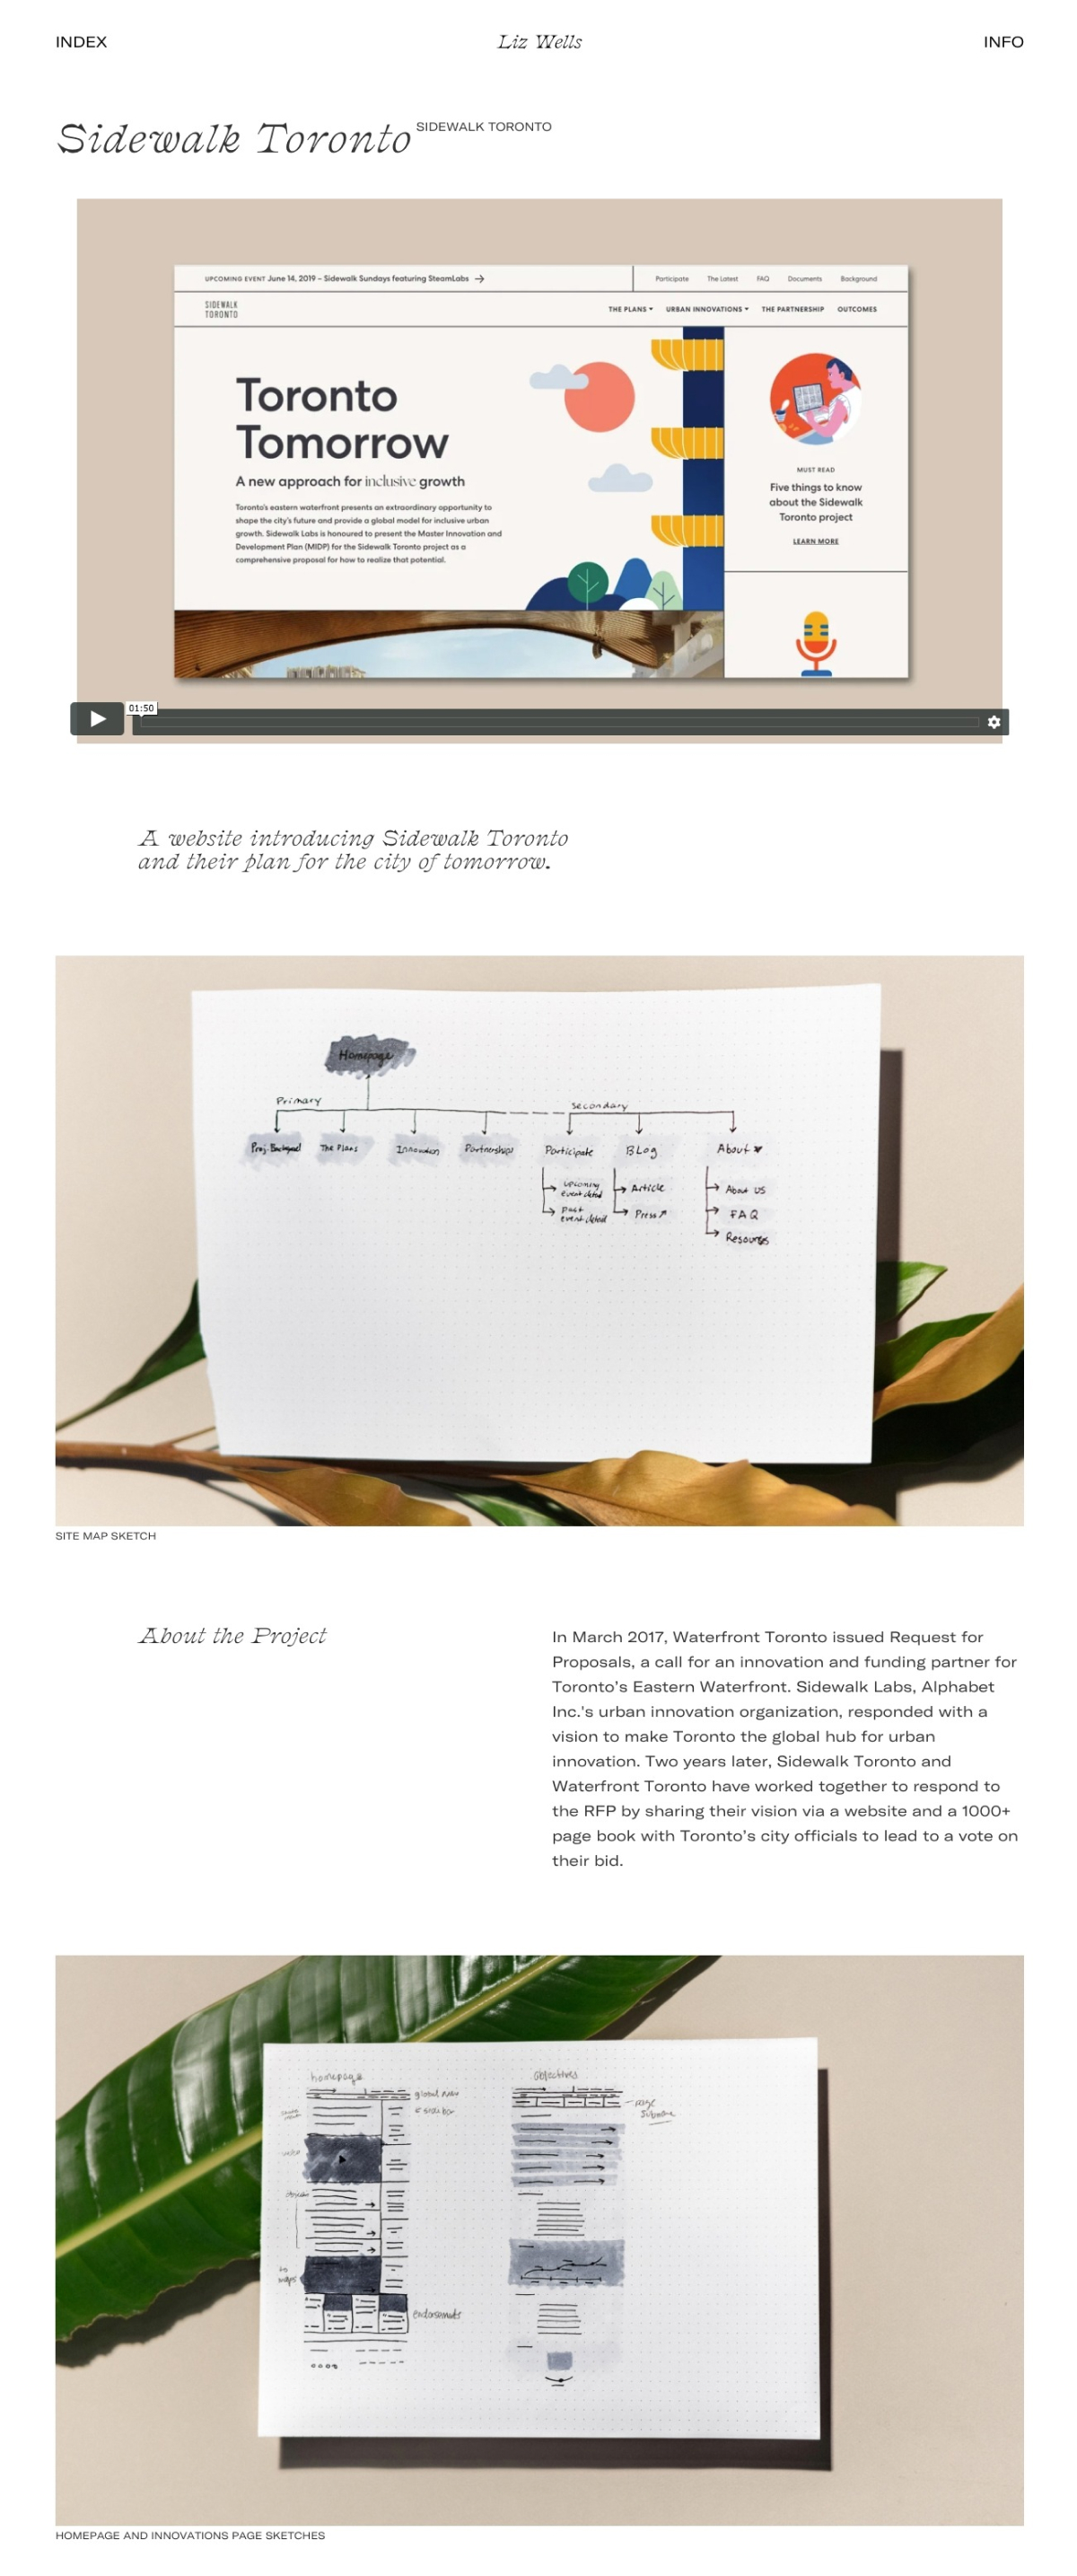 INDEX
Liz Wells
INFO
Sidewalk Toronto
SIDEWALK TORONTO
UPCOMING EVENT June 14, 2019 – Sidewalk Sundays featuring SteamLabs →
Participate
The Latest
FAQ
Documents
Background
SIDEWALK
TORONTO
THE PLANS
URBAN INNOVATIONS
THE PARTNERSHIP
OUTCOMES
Toronto
Tomorrow
A new approach for inclusive growth
Toronto's eastern waterfront presents an extraordinary opportunity to
shape the city's future and provide a global model for inclusive urban
growth. Sidewalk Labs is honoured to present the Master Innovation and
Development Plan (MIDP) for the Sidewalk Toronto project as a
comprehensive proposal for how to realize that potential.
MUST READ
Five things to know
about the Sidewalk
Toronto project
LEARN MORE
01:50
A website introducing Sidewalk Toronto
and their plan for the city of tomorrow.
Homepage
Primary
Secondary
The Plans
Innovation
Partnerships
Participate
BLog
About
upcoming
event detail
past
event detail
Article
Press
About US
FAQ
Resources
SITE MAP SKETCH
About the Project
In March 2017, Waterfront Toronto issued Request for
Proposals, a call for an innovation and funding partner for
Toronto’s Eastern Waterfront. Sidewalk Labs, Alphabet
Inc.'s urban innovation organization, responded with a
vision to make Toronto the global hub for urban
innovation. Two years later, Sidewalk Toronto and
Waterfront Toronto have worked together to respond to
the RFP by sharing their vision via a website and a 1000+
page book with Toronto’s city officials to lead to a vote on
their bid.
homepage
global nav
sidebar
video
to
maps
endorsements
Objectives
page
submenu
HOMEPAGE AND INNOVATIONS PAGE SKETCHES